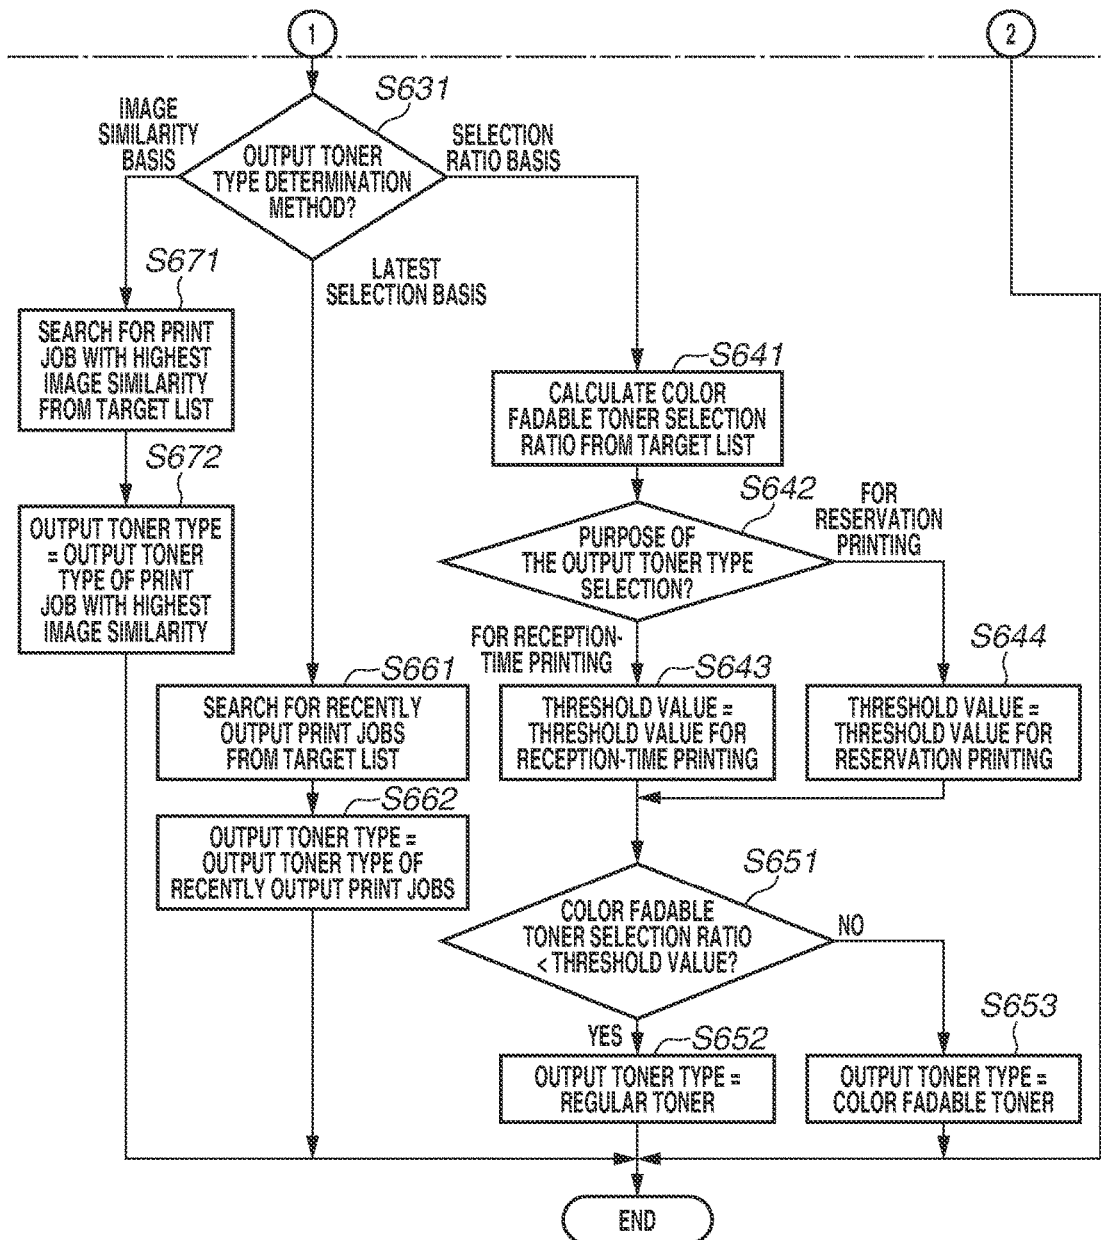 1
2
S631
IMAGE
SIMILARITY
BASIS
OUTPUT TONER
TYPE DETERMINATION
METHOD?
SELECTION
RATIO BASIS
LATEST
SELECTION BASIS
S671
SEARCH FOR PRINT
JOB WITH HIGHEST
IMAGE SIMILARITY
FROM TARGET LIST
S672
OUTPUT TONER TYPE
= OUTPUT TONER
TYPE OF PRINT
JOB WITH HIGHEST
IMAGE SIMILARITY
S661
SEARCH FOR RECENTLY
OUTPUT PRINT JOBS
FROM TARGET LIST
S662
OUTPUT TONER TYPE =
OUTPUT TONER TYPE OF
RECENTLY OUTPUT PRINT JOBS
S641
CALCULATE COLOR
FADABLE TONER SELECTION
RATIO FROM TARGET LIST
S642
PURPOSE OF
THE OUTPUT TONER TYPE
SELECTION?
FOR
RESERVATION
PRINTING
FOR RECEPTION-
TIME PRINTING
S643
THRESHOLD VALUE =
THRESHOLD VALUE FOR
RECEPTION-TIME PRINTING
S644
THRESHOLD VALUE =
THRESHOLD VALUE FOR
RESERVATION PRINTING
S651
COLOR FADABLE
TONER SELECTION RATIO
< THRESHOLD VALUE?
NO
YES
S652
OUTPUT TONER TYPE =
REGULAR TONER
S653
OUTPUT TONER TYPE =
COLOR FADABLE TONER
END